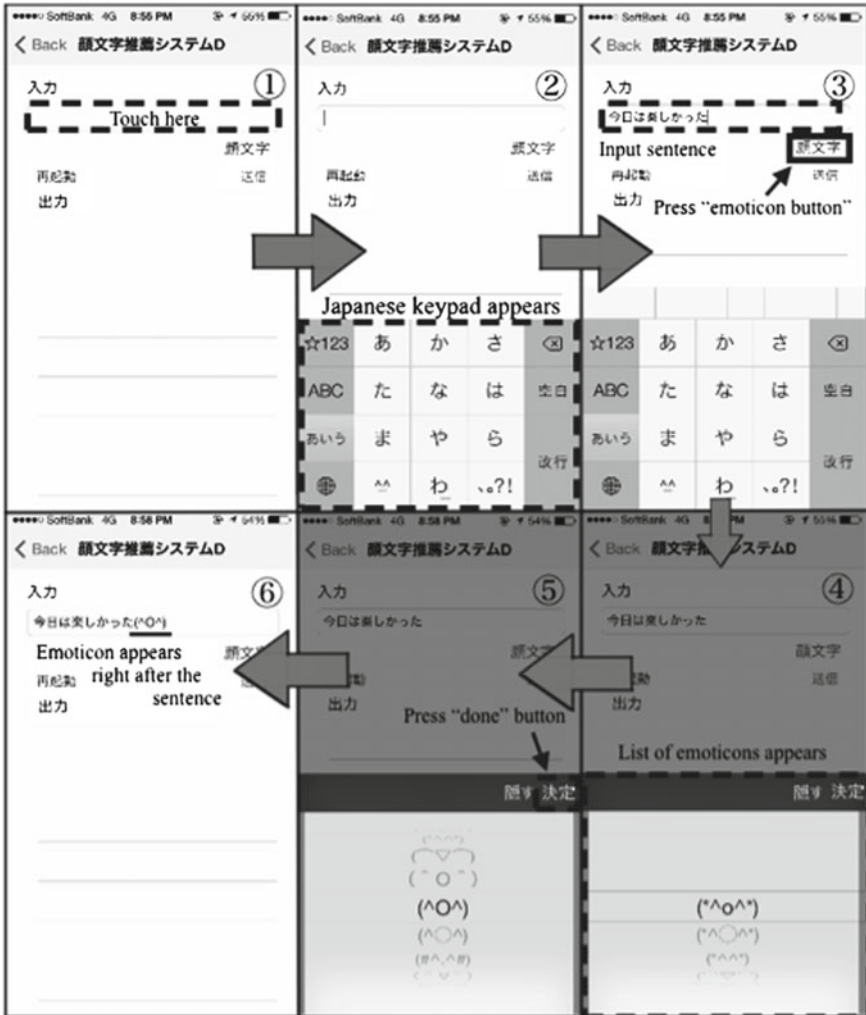 SoftBank 4G 8:56 PM 66%
Back 顔文字推薦システムD
入力 ①
Touch here
顔文字
再起動 送信
出力
SoftBank 4G 8:55 PM 55%
Back 顔文字推薦システムD
入力 ②
顔文字
再起動 送信
出力
Japanese keypad appears
☆123 あ か さ
ABC た な は 空白
あいう ま や ら
改行
^^ わ 、。?!
SoftBank 4G 8:55 PM 55%
Back 顔文字推薦システムD
入力 ③
今日は楽しかった
Input sentence 顔文字
再起動 送信
出力
Press “emoticon button”
☆123 あ か さ
ABC た な は 空白
あいう ま や ら
改行
^^ わ 、。?!
SoftBank 4G PM 55%
Back 顔文字推薦システムD
入力 ④
今日は楽しかった
顔文字
動 送信
出力
List of emoticons appears
隠す 決定
(*^o^*)
(*^○^*)
(*^^*)
SoftBank 4G 8:58 PM 54%
Back 顔文字推薦システムD
入力 ⑤
今日は楽しかった
顔文字
動
出力
Press “done” button
隠す 決定
(^O^)
(^○^)
(#^.^#)
SoftBank 4G 8:58 PM 54%
Back 顔文字推薦システムD
入力 ⑥
今日は楽しかった(^O^)
Emoticon appears 顔文
再起動 right after the
出力 sentence